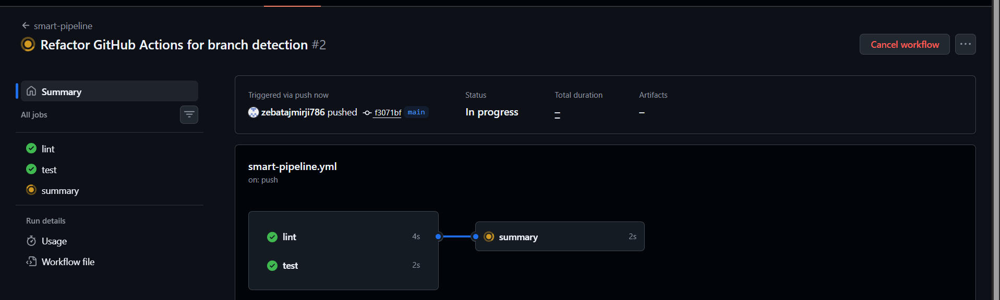 smart-pipeline
Refactor GitHub Actions for branch detection #2
Cancel workflow
Summary
All jobs
lint
test
summary
Run details
Usage
Workflow file
Triggered via push now
zebatajmirji786 pushed f3071bf main
Status
In progress
Total duration
–
Artifacts
–
smart-pipeline.yml
on: push
lint 4s
test 2s
summary 2s